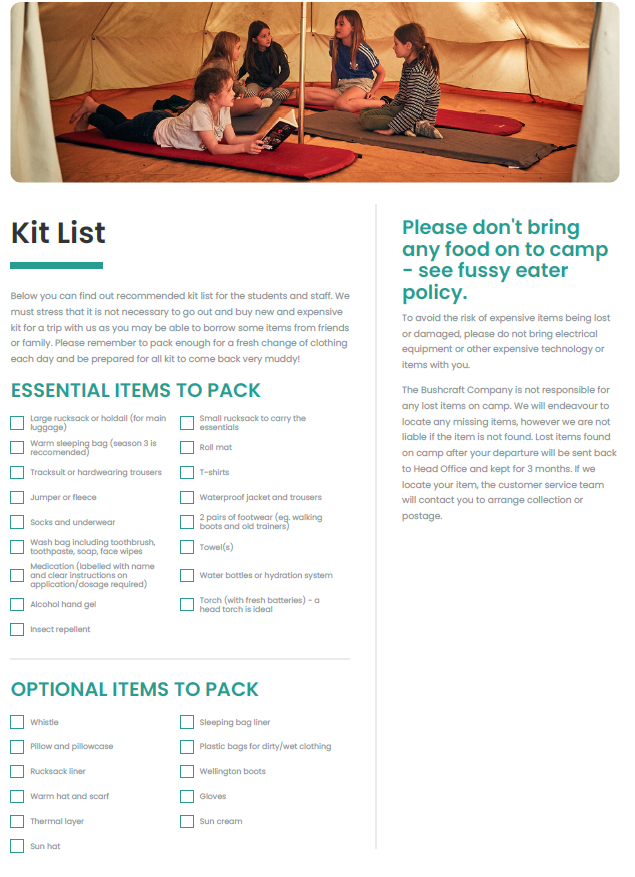 Kit List
Below you can find out recommended kit list for the students and staff. We
must stress that it is not necessary to go out and buy new and expensive
kit for a trip with us as you may be able to borrow some items from friends
or family. Please remember to pack enough for a fresh change of clothing
each day and be prepared for all kit to come back very muddy!
ESSENTIAL ITEMS TO PACK
Large rucksack or holdall (for main
luggage)
Small rucksack to carry the
essentials
Warm sleeping bag (season 3 is
reccomended)
Roll mat
Tracksuit or hardwearing trousers
T-shirts
Jumper or fleece
Waterproof jacket and trousers
Socks and underwear
2 pairs of footwear (eg. walking
boots and old trainers)
Wash bag including toothbrush,
toothpaste, soap, face wipes
Towel(s)
Medication (labelled with name
and clear instructions on
application/dosage required)
Water bottles or hydration system
Alcohol hand gel
Torch (with fresh batteries) - a
head torch is ideal
Insect repellent
OPTIONAL ITEMS TO PACK
Whistle
Sleeping bag liner
Pillow and pillowcase
Plastic bags for dirty/wet clothing
Rucksack liner
Wellington boots
Warm hat and scarf
Gloves
Thermal layer
Sun cream
Sun hat
Please don't bring
any food on to camp
- see fussy eater
policy.
To avoid the risk of expensive items being lost
or damaged, please do not bring electrical
equipment or other expensive technology or
items with you.
The Bushcraft Company is not responsible for
any lost items on camp. We will endeavour to
locate any missing items, however we are not
liable if the item is not found. Lost items found
on camp after your departure will be sent back
to Head Office and kept for 3 months. If we
locate your item, the customer service team
will contact you to arrange collection or
postage.